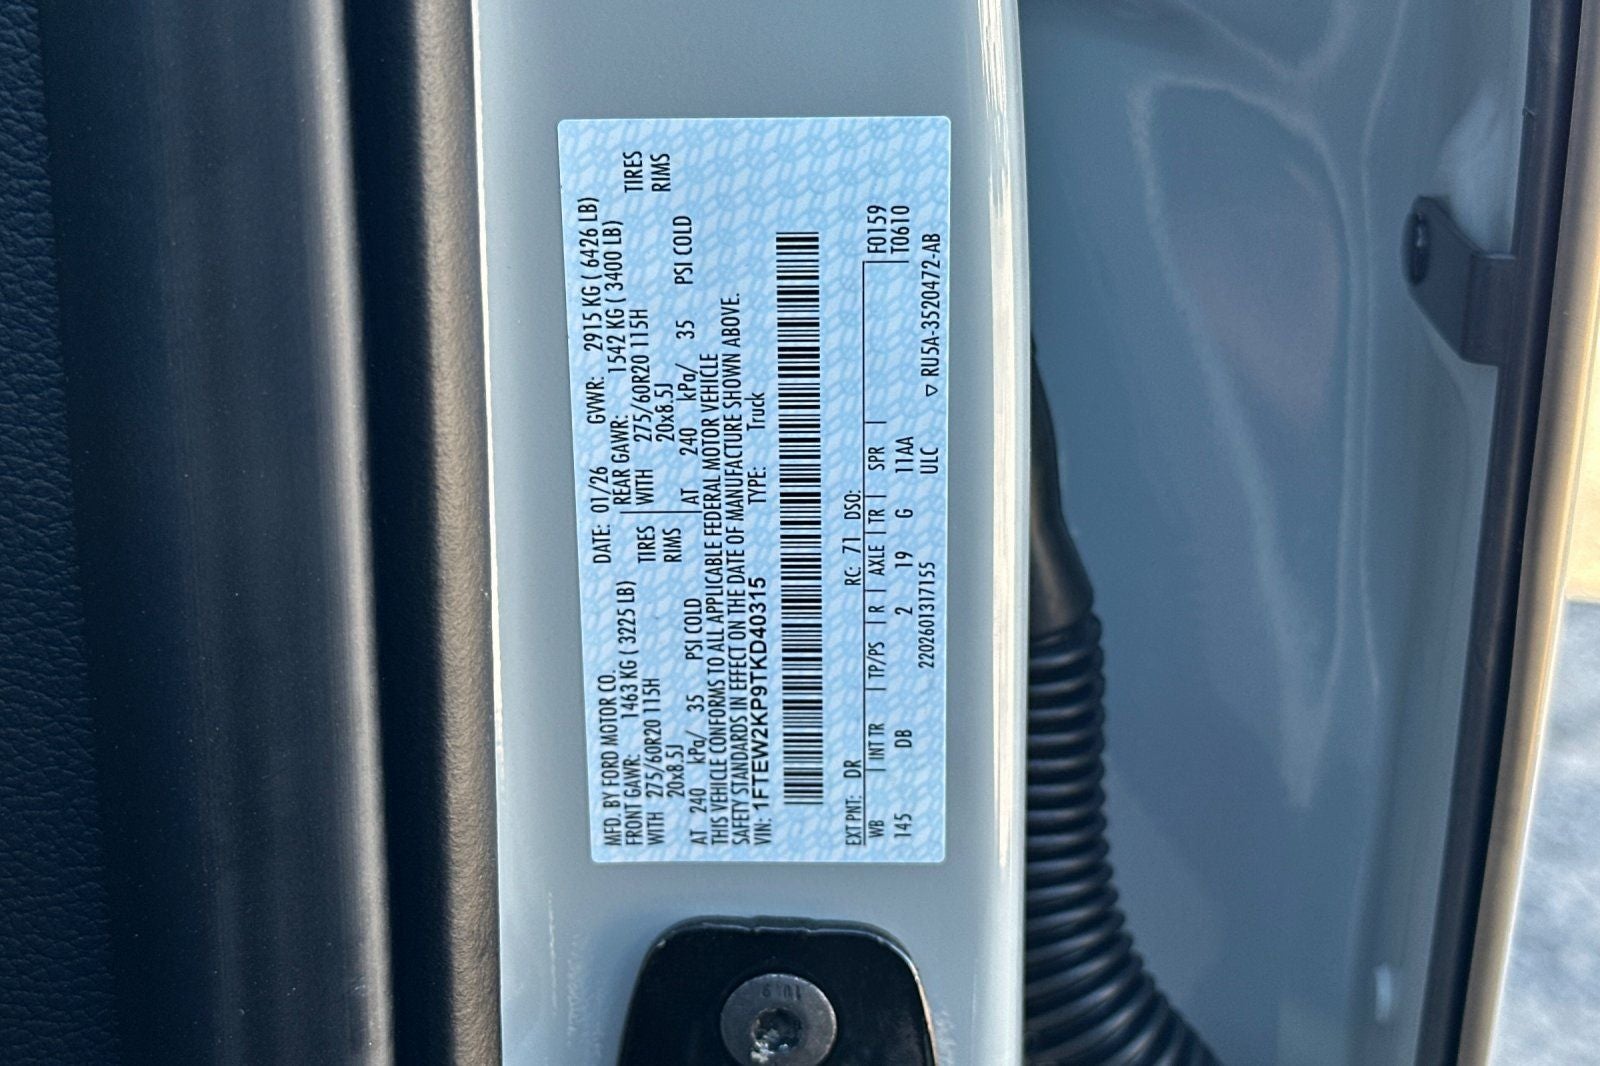 MFD. BY FORD MOTOR CO. DATE: 01/26 GVWR: 2915 KG ( 6426 LB)
FRONT GAWR: 1463 KG ( 3225 LB) REAR GAWR: 1542 KG ( 3400 LB)
WITH 275/60R20 115H TIRES WITH 275/60R20 115H TIRES
20x8.5J RIMS 20x8.5J RIMS
AT 240 kPa/ 35 PSI COLD AT 240 kPa/ 35 PSI COLD
THIS VEHICLE CONFORMS TO ALL APPLICABLE FEDERAL MOTOR VEHICLE
SAFETY STANDARDS IN EFFECT ON THE DATE OF MANUFACTURE SHOWN ABOVE.
VIN: 1FTEW2KP9TKD40315 TYPE: Truck
EXT PNT: DR RC: 71 DSO:
WB INT TR TP/PS R AXLE TR SPR F0159
145 DB 2 19 G 11AA T0610
2202601317155 ULC ▽ RU5A-3520472-AB
10.9